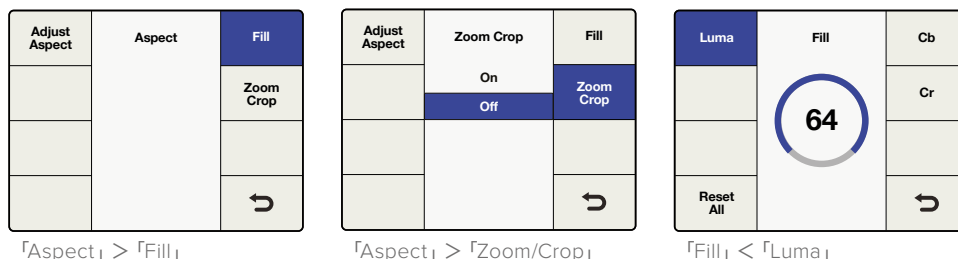 Adjust
Aspect
Aspect
Fill
Zoom
Crop
「Aspect」 > 「Fill」
Adjust
Aspect
Zoom Crop
Fill
On
Off
Zoom
Crop
「Aspect」 > 「Zoom/Crop」
Luma
Fill
Cb
64
Cr
Reset
All
「Fill」 < 「Luma」